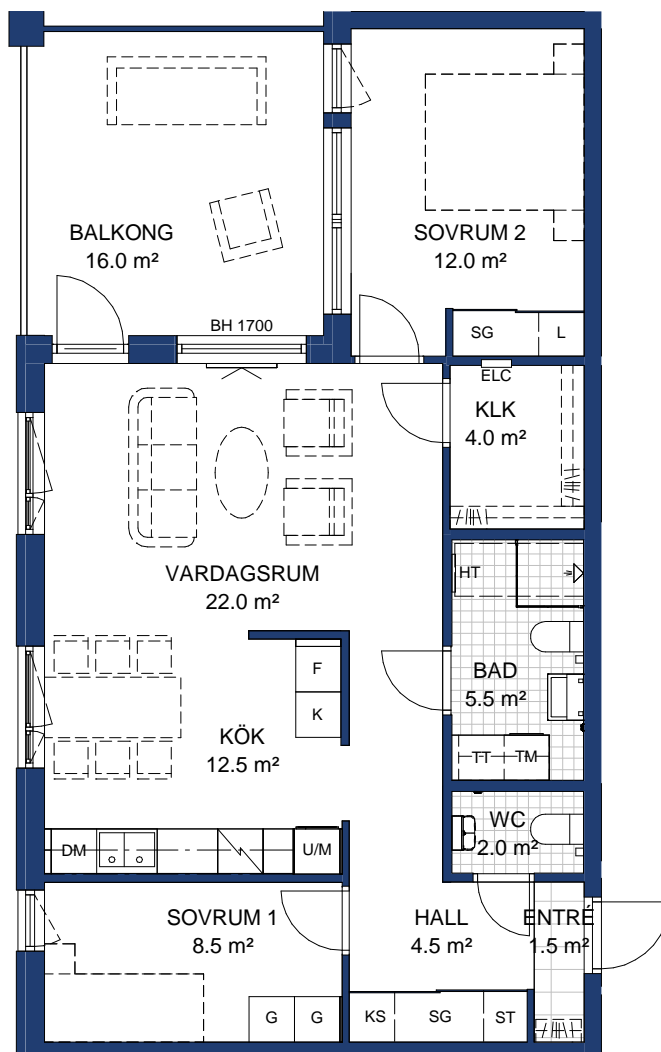 BALKONG
16.0 m²
SOVRUM 2
12.0 m²
BH 1700
SG
L
ELC
KLK
4.0 m²
VARDAGSRUM
22.0 m²
HT
BAD
5.5 m²
F
K
KÖK
12.5 m²
TT
TM
DM
U/M
WC
2.0 m²
SOVRUM 1
8.5 m²
HALL
4.5 m²
ENTRÉ
1.5 m²
G
G
KS
SG
ST